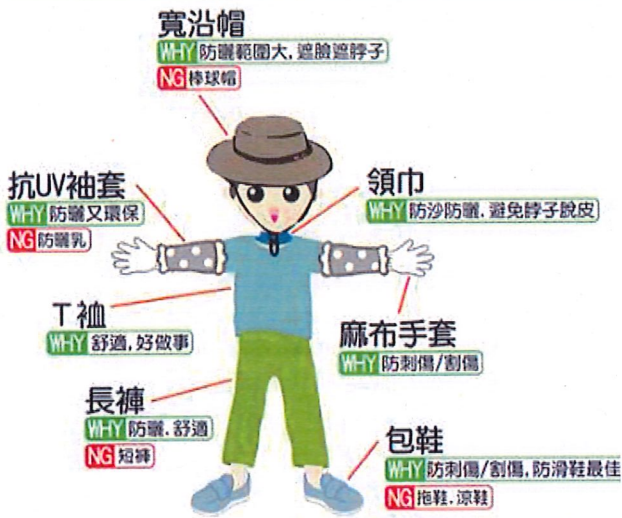 寬沿帽
WHY 防曬範圍大,遮臉遮脖子
NG 棒球帽
抗UV袖套
WHY 防曬又環保
NG 防曬乳
領巾
WHY 防沙防曬.避免脖子脫皮
T裇
WHY 舒適,好做事
麻布手套
WHY 防刺傷/割傷
長褲
WHY 防曬.舒適
NG 短褲
包鞋
WHY 防刺傷/割傷,防滑鞋最佳
NG 拖鞋.涼鞋